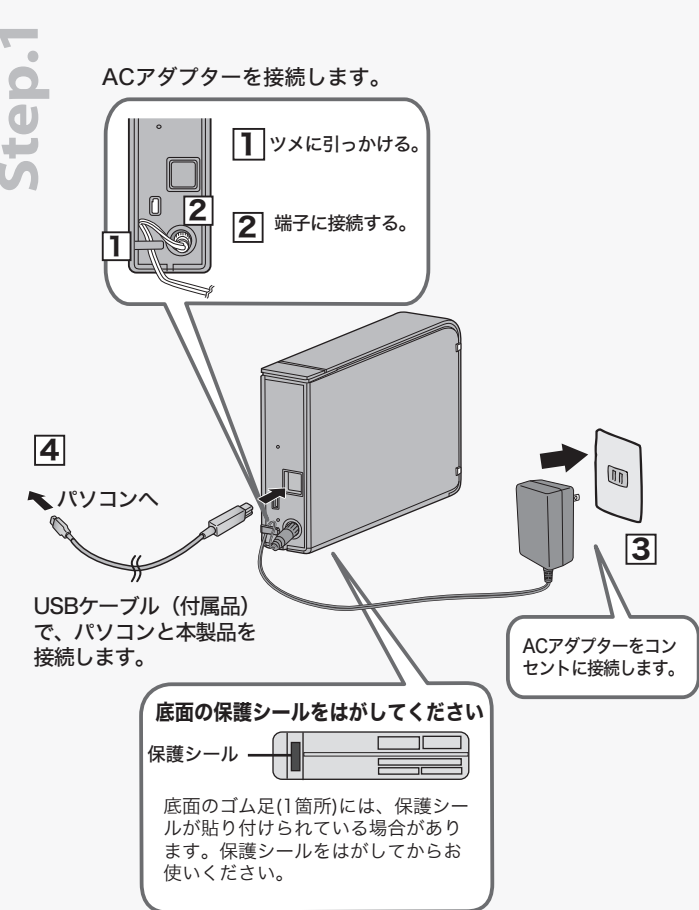 Step.1
ACアダプターを接続します。
1 ツメに引っかける。
2
2 端子に接続する。
1
4
パソコンへ
3
USBケーブル（付属品）
で、パソコンと本製品を
接続します。
ACアダプターをコン
セントに接続します。
底面の保護シールをはがしてください
保護シール
底面のゴム足(1箇所)には、保護シー
ルが貼り付けられている場合があり
ます。保護シールをはがしてからお
使いください。